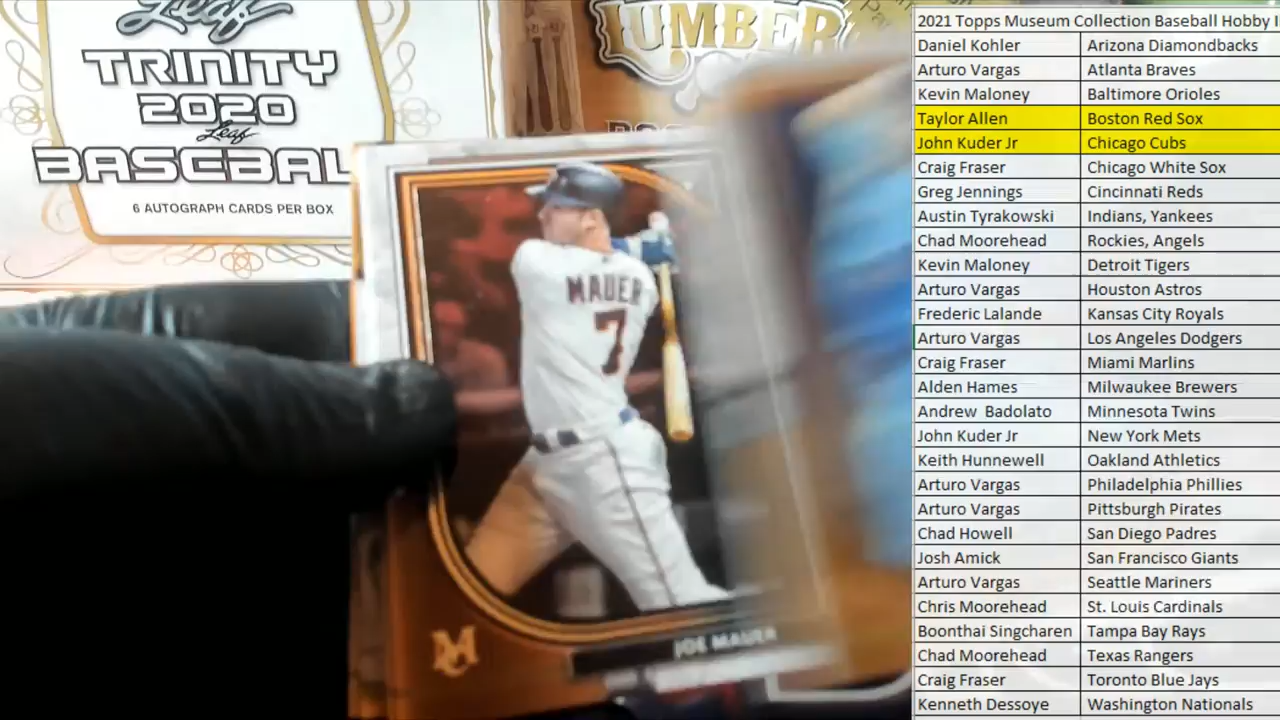 Leaf
TRINITY
2020
Leaf
BASEBAL
6 AUTOGRAPH CARDS PER BOX
LUMBER
MAUER
7
JOE MAUER
2021 Topps Museum Collection Baseball Hobby
Daniel Kohler Arizona Diamondbacks
Arturo Vargas Atlanta Braves
Kevin Maloney Baltimore Orioles
Taylor Allen Boston Red Sox
John Kuder Jr Chicago Cubs
Craig Fraser Chicago White Sox
Greg Jennings Cincinnati Reds
Austin Tyrakowski Indians, Yankees
Chad Moorehead Rockies, Angels
Kevin Maloney Detroit Tigers
Arturo Vargas Houston Astros
Frederic Lalande Kansas City Royals
Arturo Vargas Los Angeles Dodgers
Craig Fraser Miami Marlins
Alden Hames Milwaukee Brewers
Andrew Badolato Minnesota Twins
John Kuder Jr New York Mets
Keith Hunnewell Oakland Athletics
Arturo Vargas Philadelphia Phillies
Arturo Vargas Pittsburgh Pirates
Chad Howell San Diego Padres
Josh Amick San Francisco Giants
Arturo Vargas Seattle Mariners
Chris Moorehead St. Louis Cardinals
Boonthai Singcharen Tampa Bay Rays
Chad Moorehead Texas Rangers
Craig Fraser Toronto Blue Jays
Kenneth Dessoye Washington Nationals